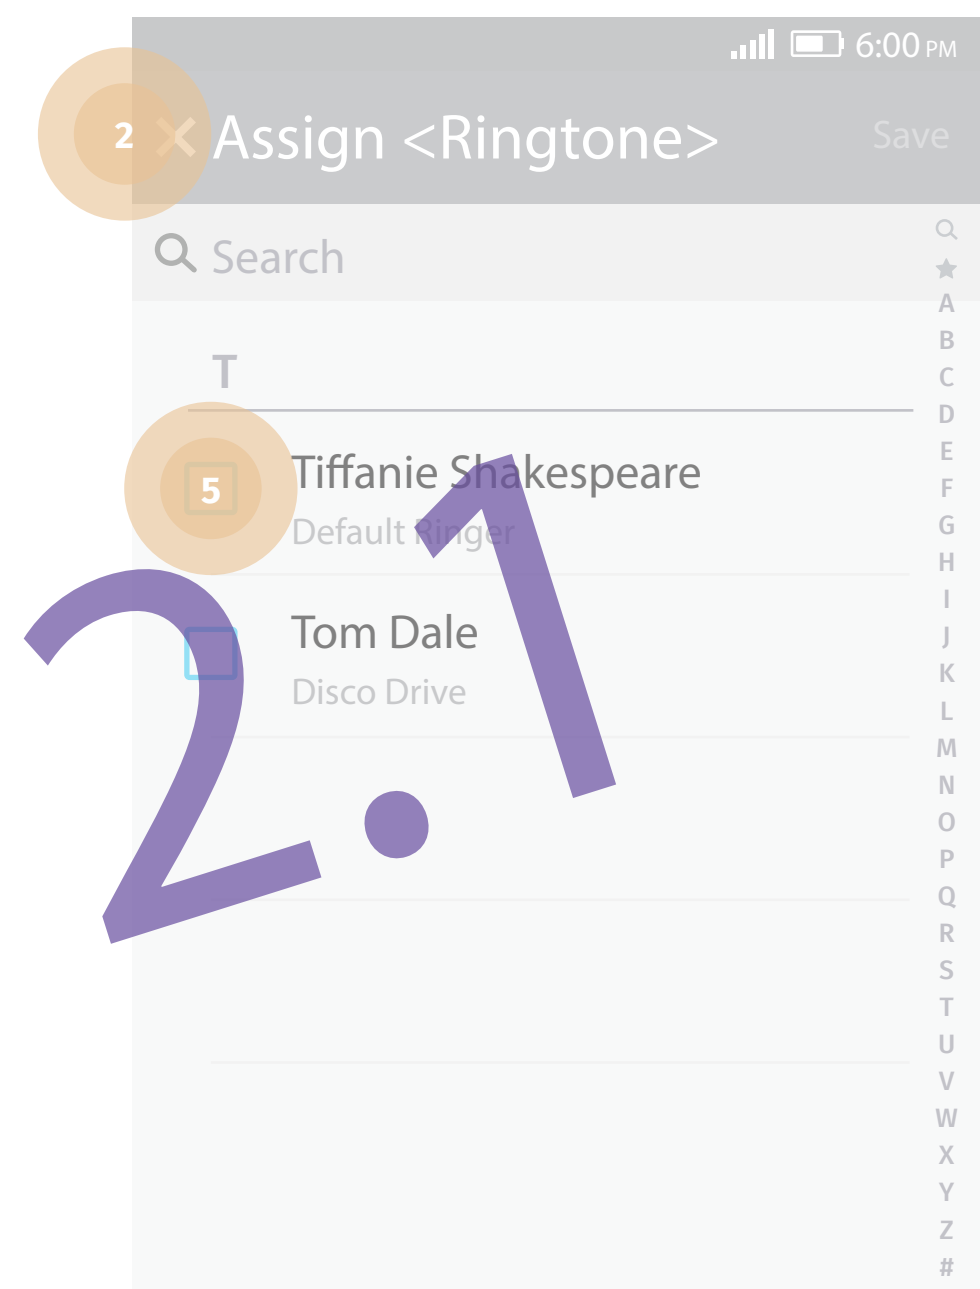 6:00 PM
2
Assign <Ringtone>
Save
Search
T
5
Tiffanie Shakespeare
Default Ringer
Tom Dale
Disco Drive
2.1
A
B
C
D
E
F
G
H
I
J
K
L
M
N
O
P
Q
R
S
T
U
V
W
X
Y
Z
#